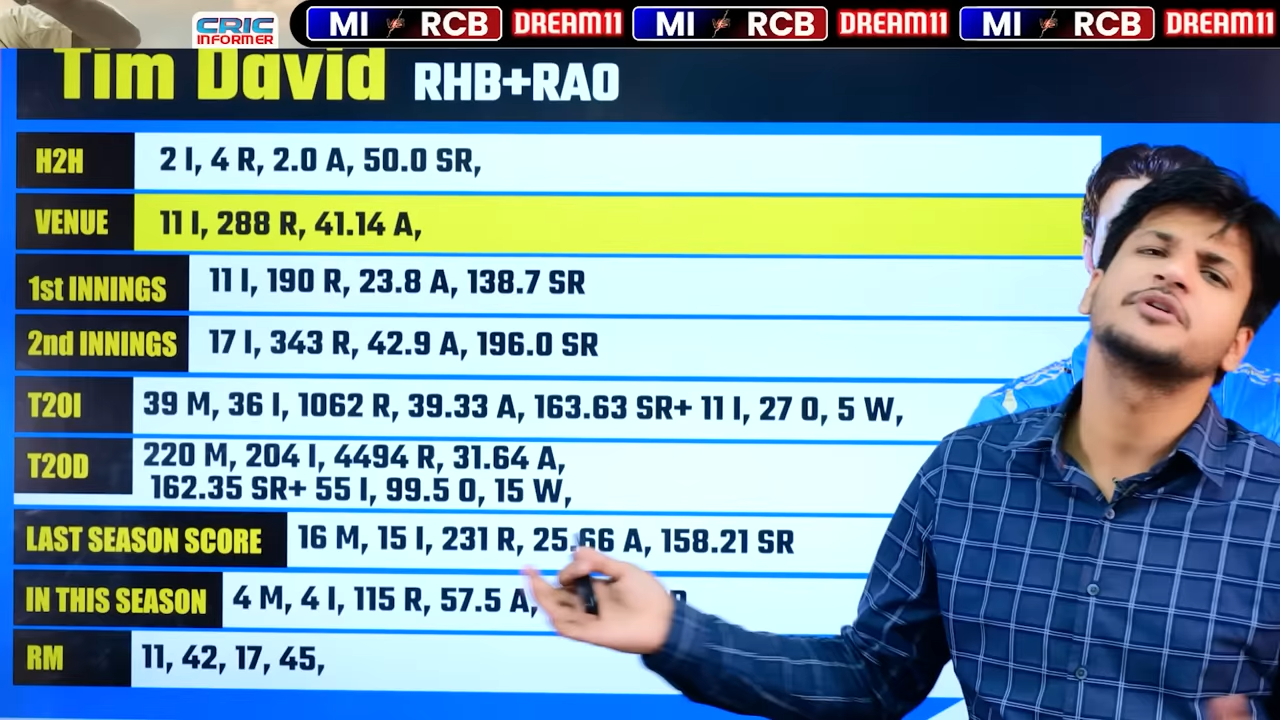 CRIC
INFORMER
MI VS RCB DREAM11 MI VS RCB DREAM11 MI VS RCB DREAM11
Tim David RHB+RAO
H2H 2 I, 4 R, 2.0 A, 50.0 SR,
VENUE 11 I, 288 R, 41.14 A,
1st INNINGS 11 I, 190 R, 23.8 A, 138.7 SR
2nd INNINGS 17 I, 343 R, 42.9 A, 196.0 SR
T20I 39 M, 36 I, 1062 R, 39.33 A, 163.63 SR+ 11 I, 27 O, 5 W,
T20D 220 M, 204 I, 4494 R, 31.64 A,
162.35 SR+ 55 I, 99.5 O, 15 W,
LAST SEASON SCORE 16 M, 15 I, 231 R, 25.66 A, 158.21 SR
IN THIS SEASON 4 M, 4 I, 115 R, 57.5 A,
RM 11, 42, 17, 45,